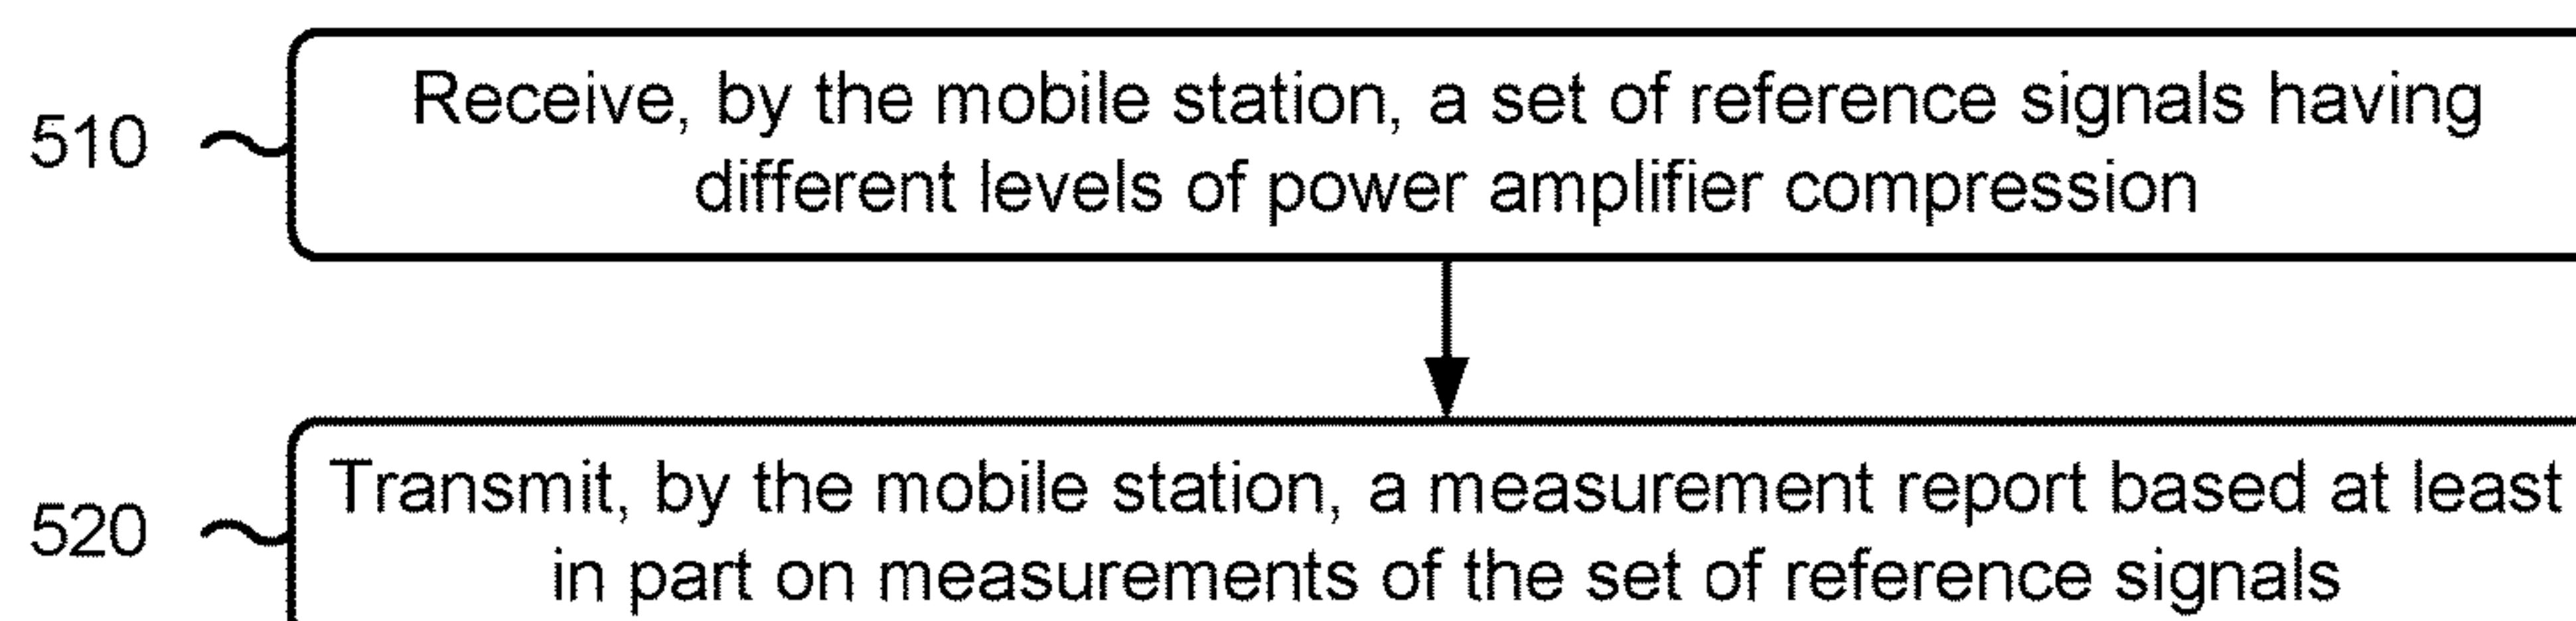 510
Receive, by the mobile station, a set of reference signals having
different levels of power amplifier compression
520
Transmit, by the mobile station, a measurement report based at least
in part on measurements of the set of reference signals